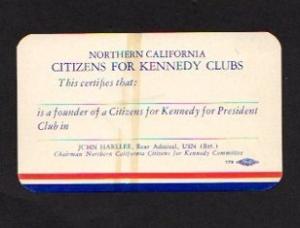 NORTHERN CALIFORNIA
CITIZENS FOR KENNEDY CLUBS
This certifies that:
is a founder of a Citizens for Kennedy for President
Club in
JOHN HARLLEE, Rear Admiral, USN (Ret.)
Chairman Northern California Citizens for Kennedy Committee